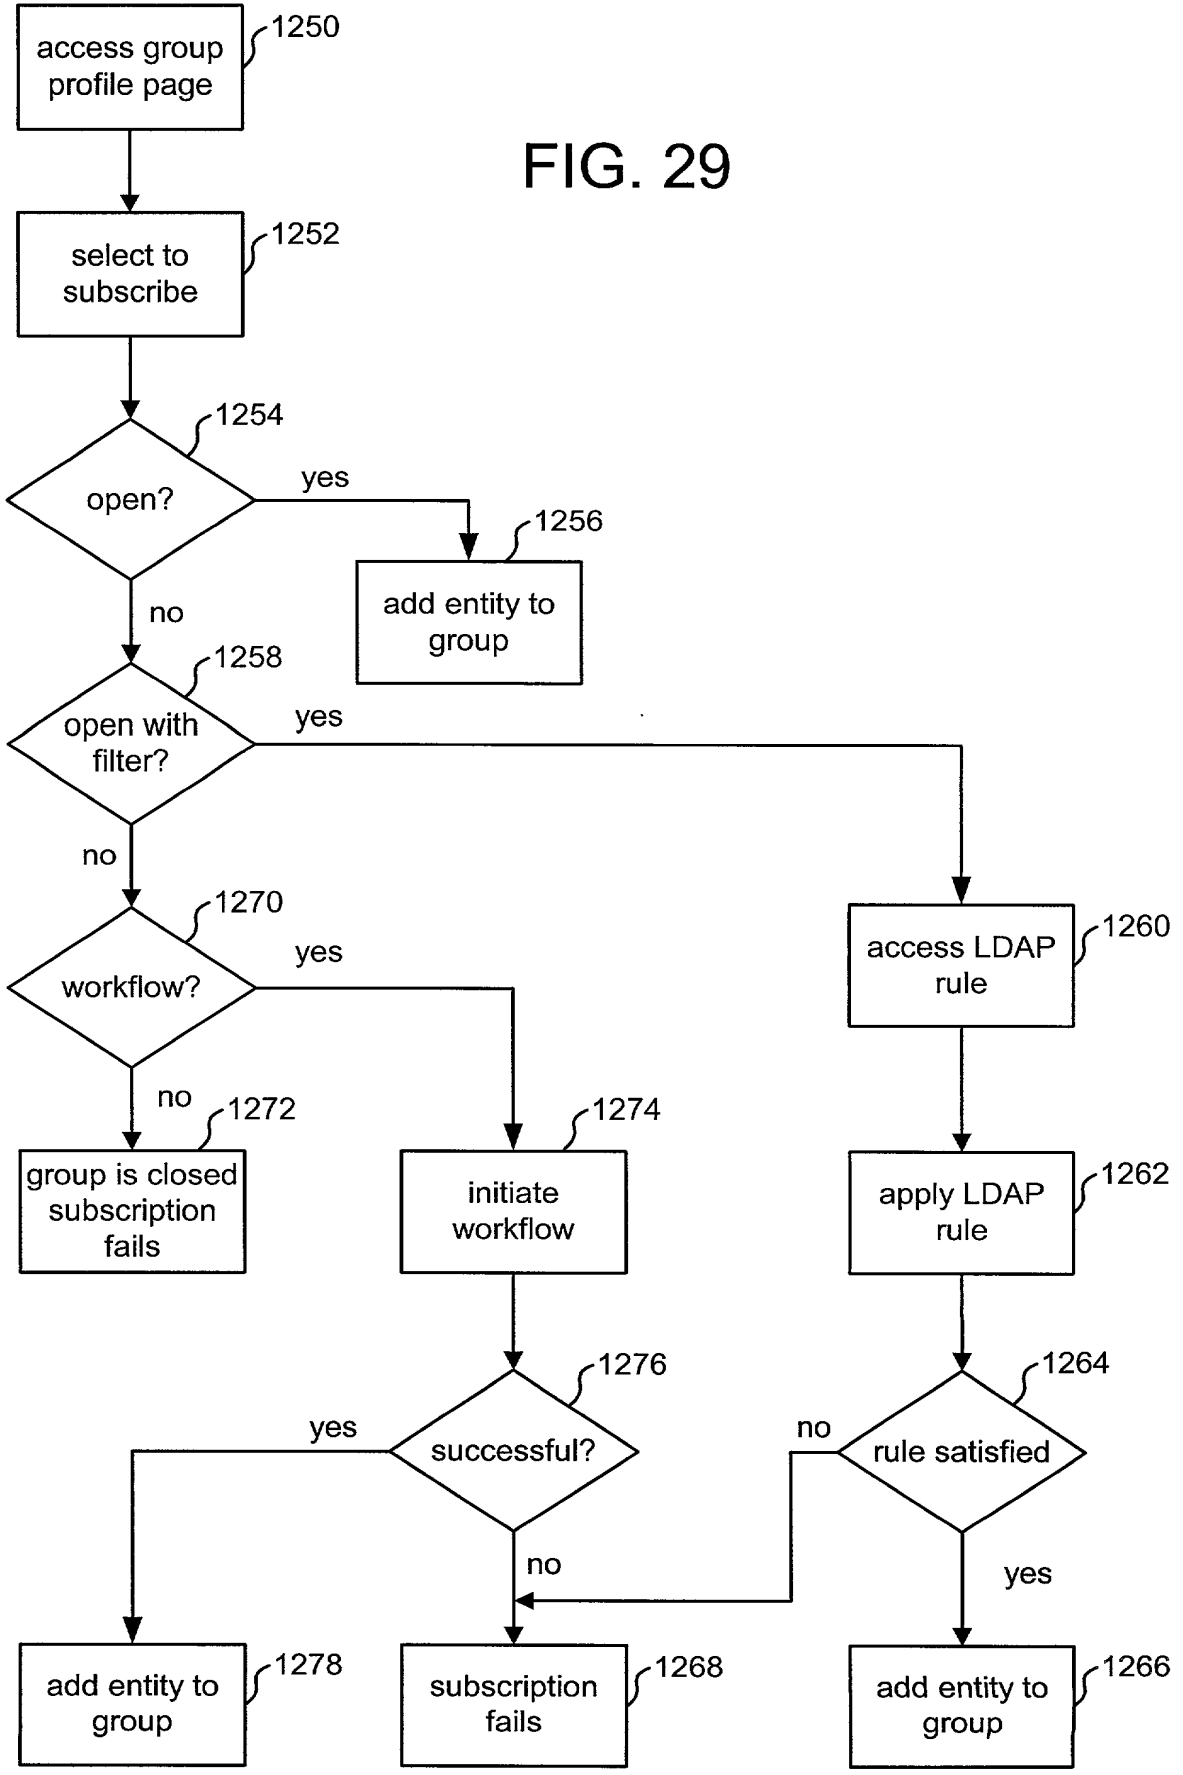 access group
profile page
1250
FIG. 29
select to
subscribe
1252
open?
1254
yes
no
add entity to
group
1256
open with
filter?
1258
yes
no
workflow?
1270
yes
no
access LDAP
rule
1260
group is closed
subscription
fails
1272
initiate
workflow
1274
apply LDAP
rule
1262
successful?
1276
yes
no
rule satisfied
1264
no
yes
add entity to
group
1278
subscription
fails
1268
add entity to
group
1266